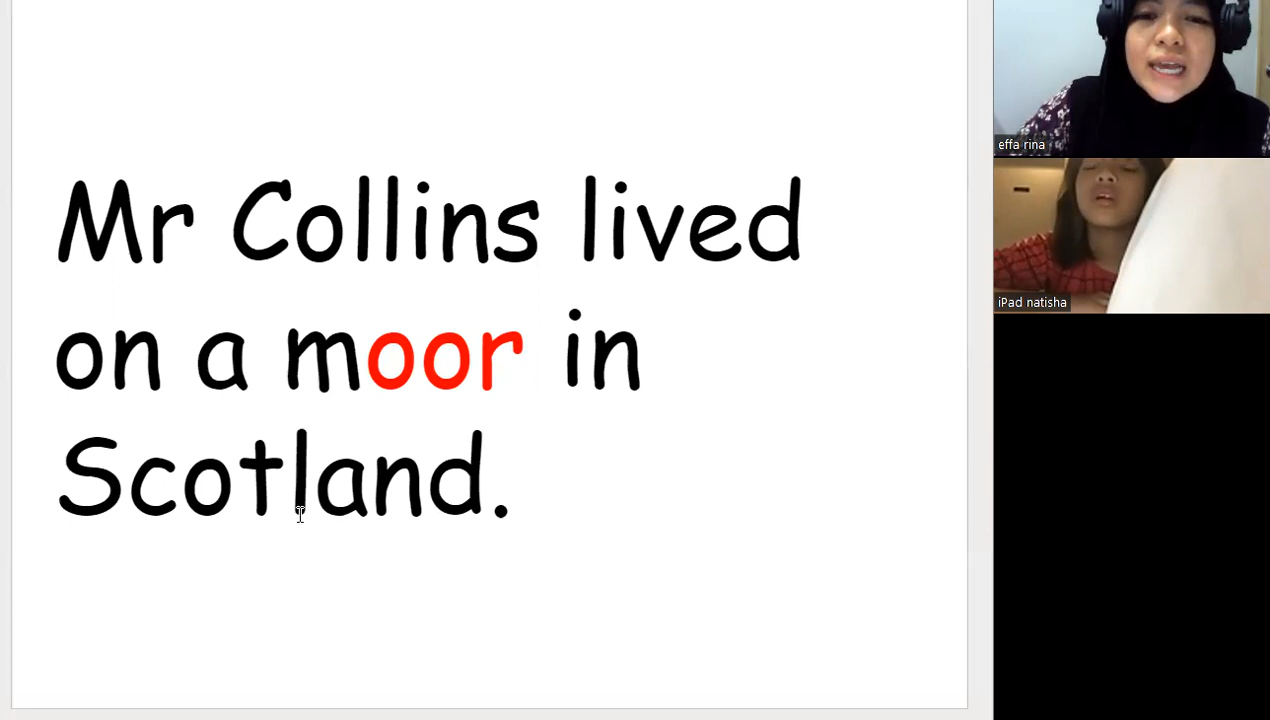 Mr Collins lived
on a moor in
Scotland.
effa rina
iPad natisha